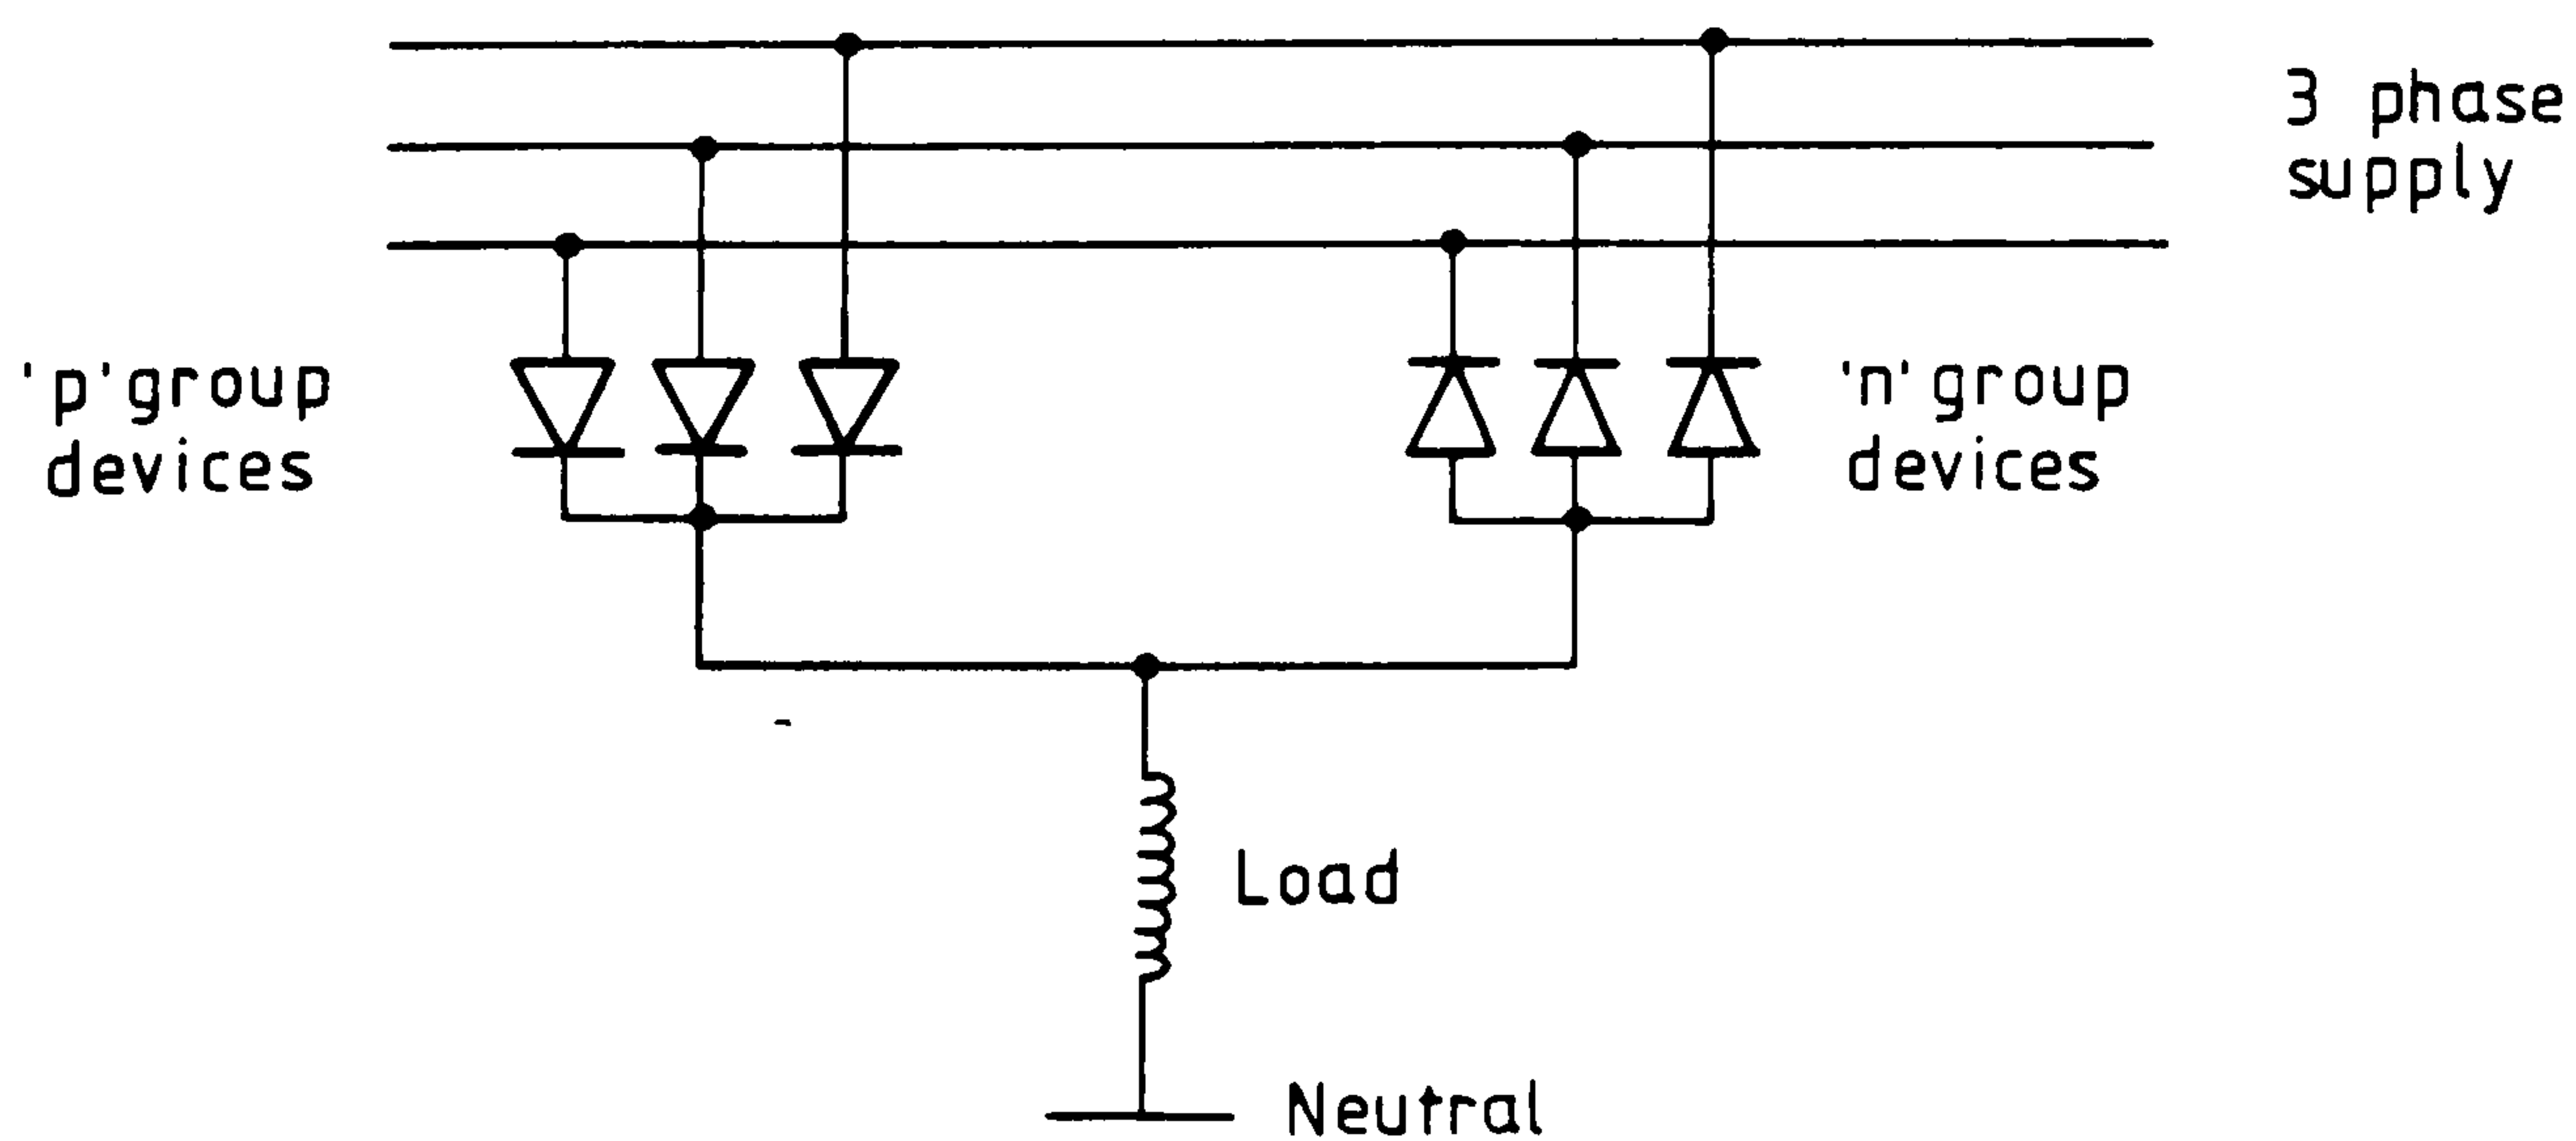 3 phase
supply
'p' group
devices
'n' group
devices
Load
Neutral